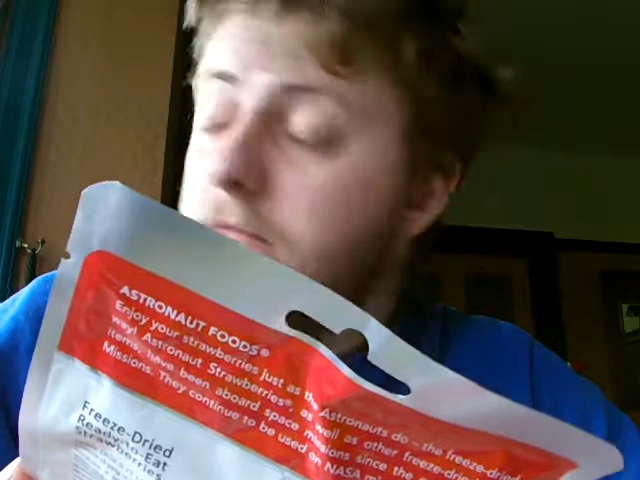 ASTRONAUT FOODS®
Enjoy your strawberries just as the Astronauts do – the freeze-dried
way! Astronaut Strawberries®, as well as other freeze-dried
items, have been aboard space missions since the
Missions. They continue to be used on NASA
Freeze-Dried
Ready-to-Eat
Strawberries